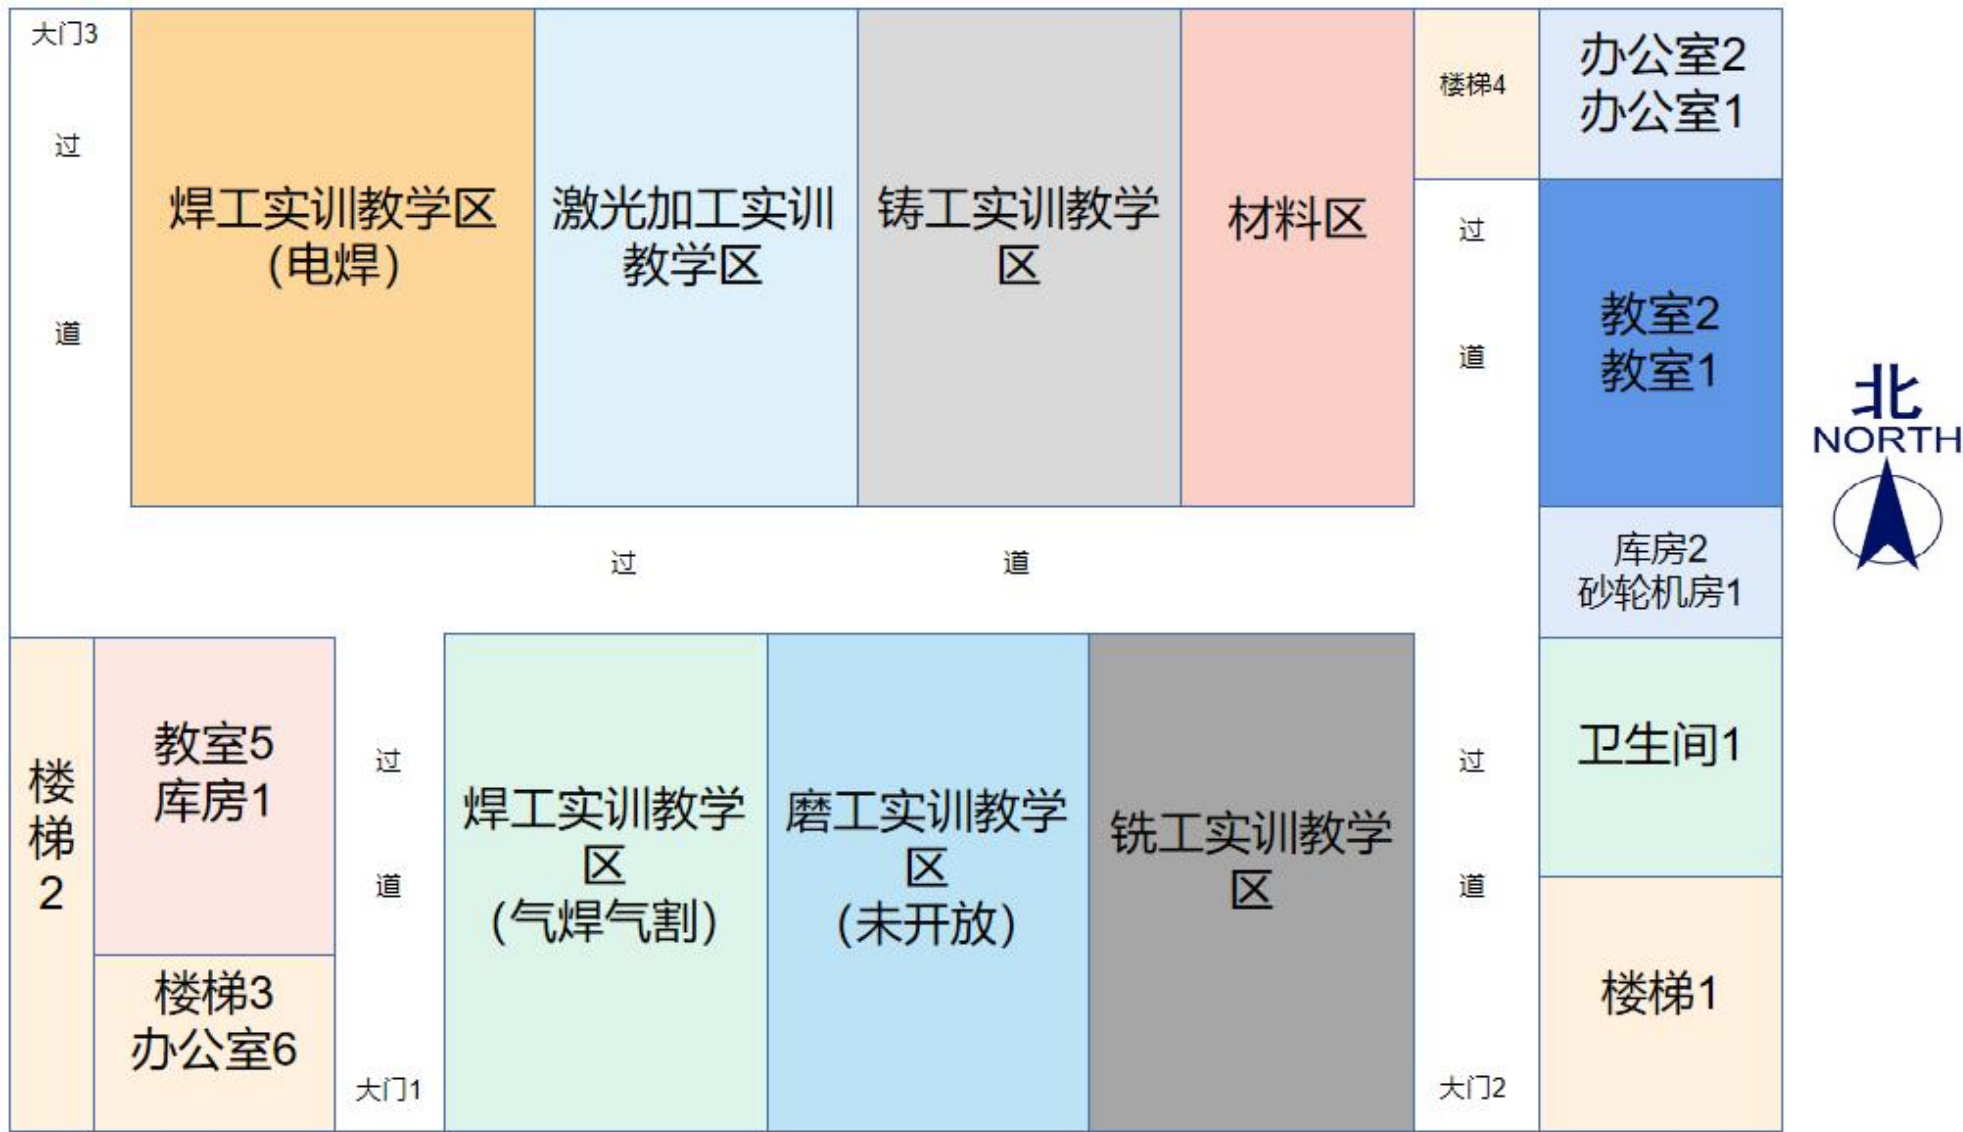 大门3
过
道
焊工实训教学区
（电焊）
激光加工实训
教学区
铸工实训教学
区
材料区
楼梯4
过
道
办公室2
办公室1
教室2
教室1
库房2
砂轮机房1
北
NORTH
过 道
楼
梯
2
教室5
库房1
楼梯3
办公室6
过
道
大门1
焊工实训教学
区
（气焊气割）
磨工实训教学
区
（未开放）
铣工实训教学
区
过
道
大门2
卫生间1
楼梯1